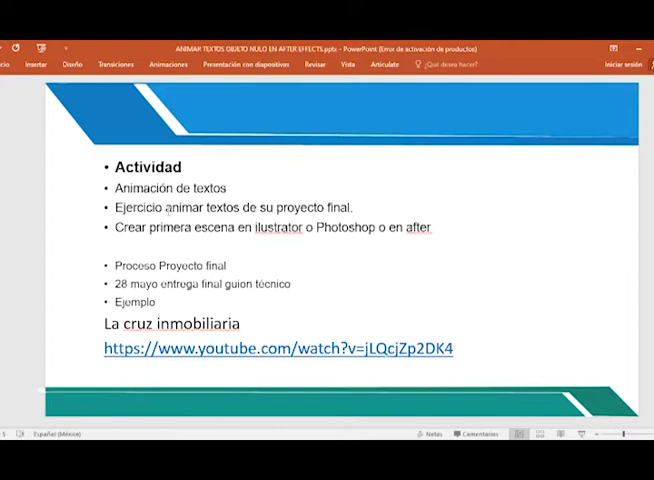 ANIMAR TEXTOS OBJETO NULO EN AFTER EFFECTS.pptx - PowerPoint (Error de activación de productos)
Insertar Diseño Transiciones Animaciones Presentación con diapositivas Revisar Vista Articulate ¿Qué desea hacer? Iniciar sesión
• Actividad
• Animación de textos
• Ejercicio animar textos de su proyecto final.
• Crear primera escena en ilustrator o Photoshop o en after
• Proceso Proyecto final
• 28 mayo entrega final guion técnico
• Ejemplo
La cruz inmobiliaria
https://www.youtube.com/watch?v=jLQcjZp2DK4
5 Español (México) Notas Comentarios